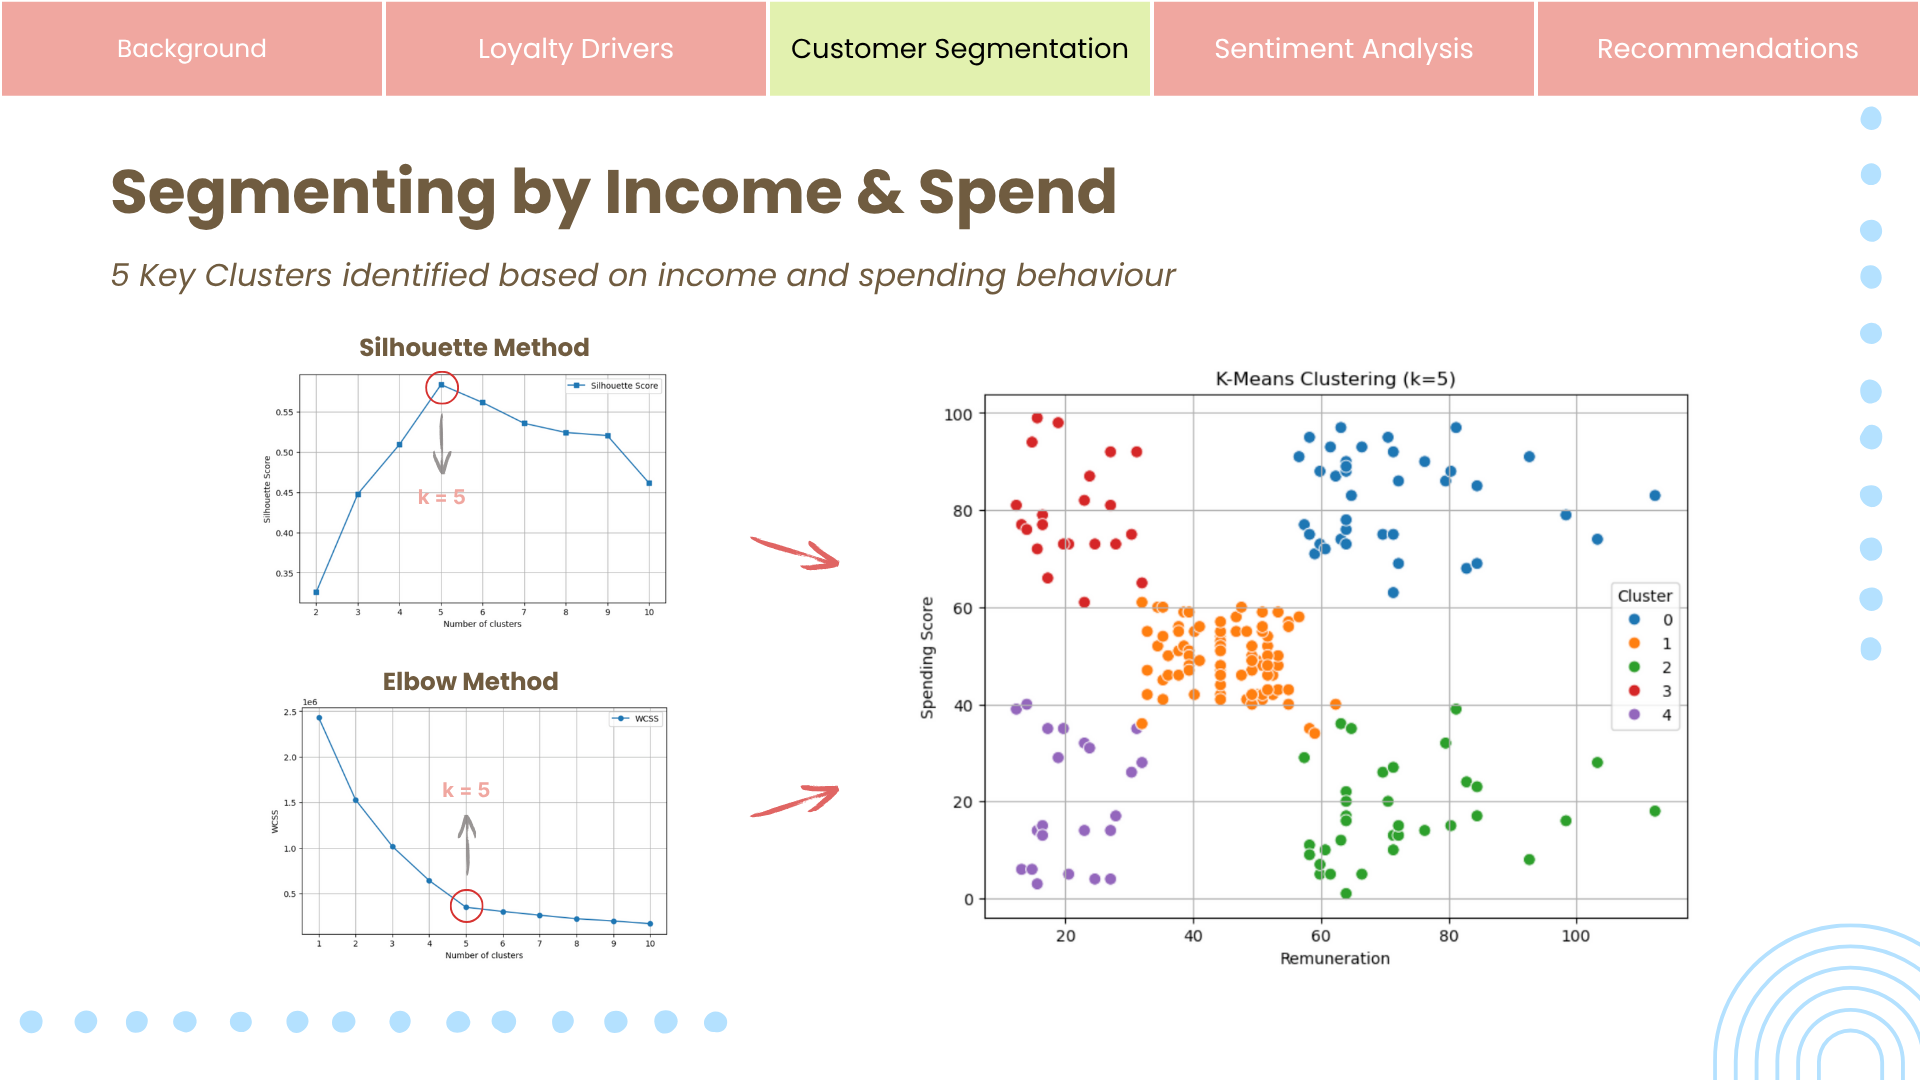 Background
Loyalty Drivers
Customer Segmentation
Sentiment Analysis
Recommendations
Segmenting by Income & Spend
5 Key Clusters identified based on income and spending behaviour
Silhouette Method
Silhouette Score
0.55
0.50
0.45
0.40
0.35
Silhouette Score
k = 5
2 3 4 5 6 7 8 9 10
Number of clusters
Elbow Method
1e6
WCSS
2.5
2.0
1.5
1.0
0.5
WCSS
k = 5
1 2 3 4 5 6 7 8 9 10
Number of clusters
K-Means Clustering (k=5)
100
80
60
40
20
0
Spending Score
Cluster
0
1
2
3
4
20 40 60 80 100
Remuneration